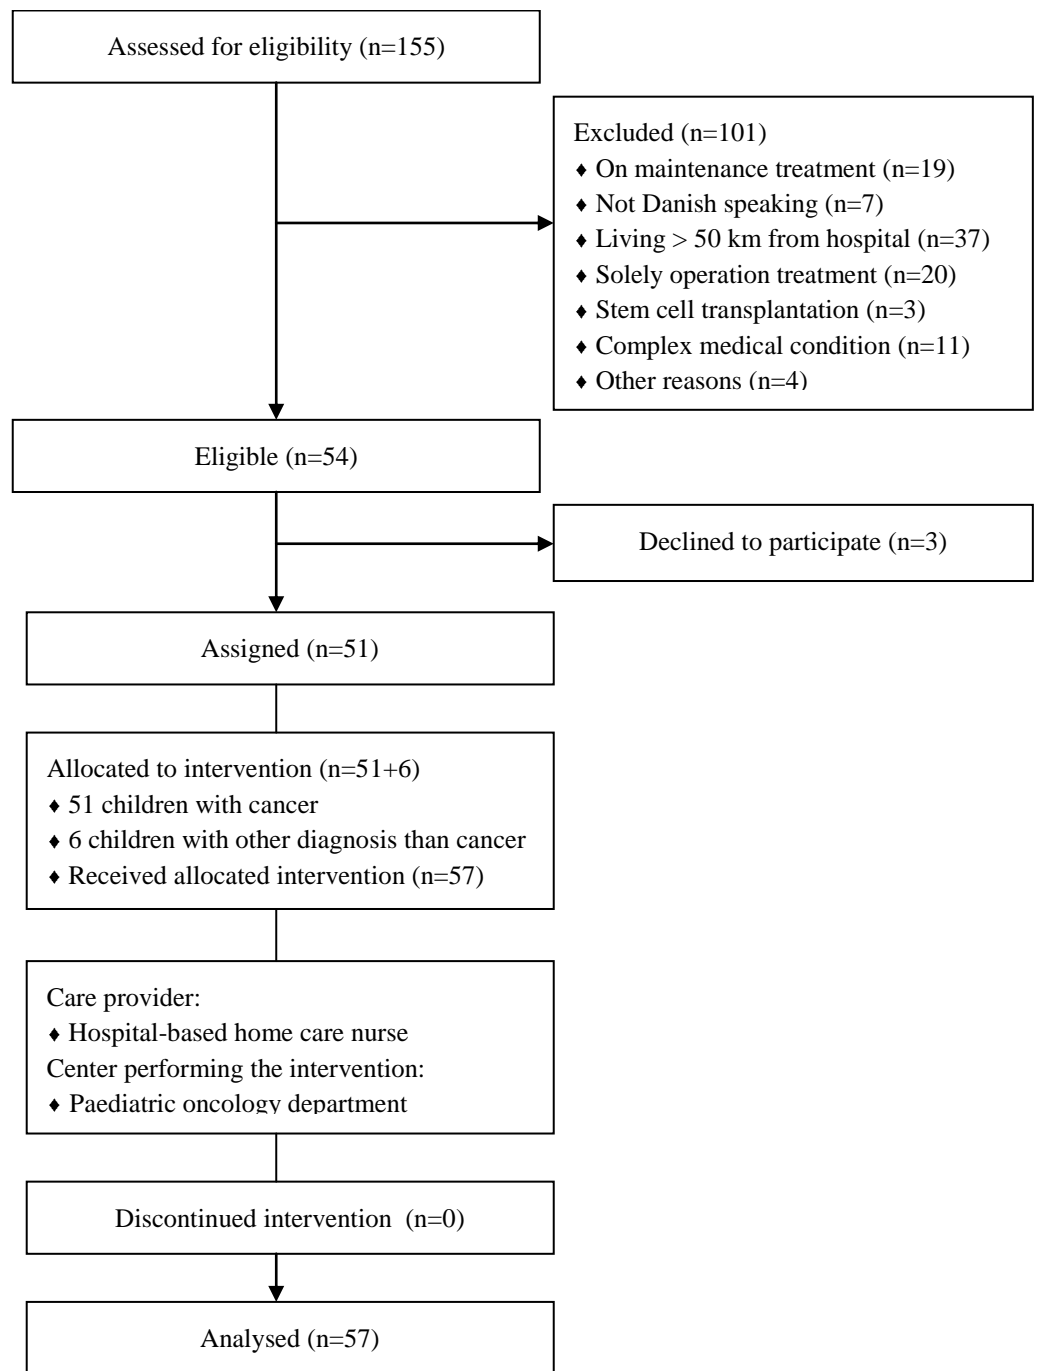 Assessed for eligibility (n=155)
Excluded (n=101)
♦ On maintenance treatment (n=19)
♦ Not Danish speaking (n=7)
♦ Living > 50 km from hospital (n=37)
♦ Solely operation treatment (n=20)
♦ Stem cell transplantation (n=3)
♦ Complex medical condition (n=11)
♦ Other reasons (n=4)
Eligible (n=54)
Declined to participate (n=3)
Assigned (n=51)
Allocated to intervention (n=51+6)
♦ 51 children with cancer
♦ 6 children with other diagnosis than cancer
♦ Received allocated intervention (n=57)
Care provider:
♦ Hospital-based home care nurse
Center performing the intervention:
♦ Paediatric oncology department
Discontinued intervention (n=0)
Analysed (n=57)